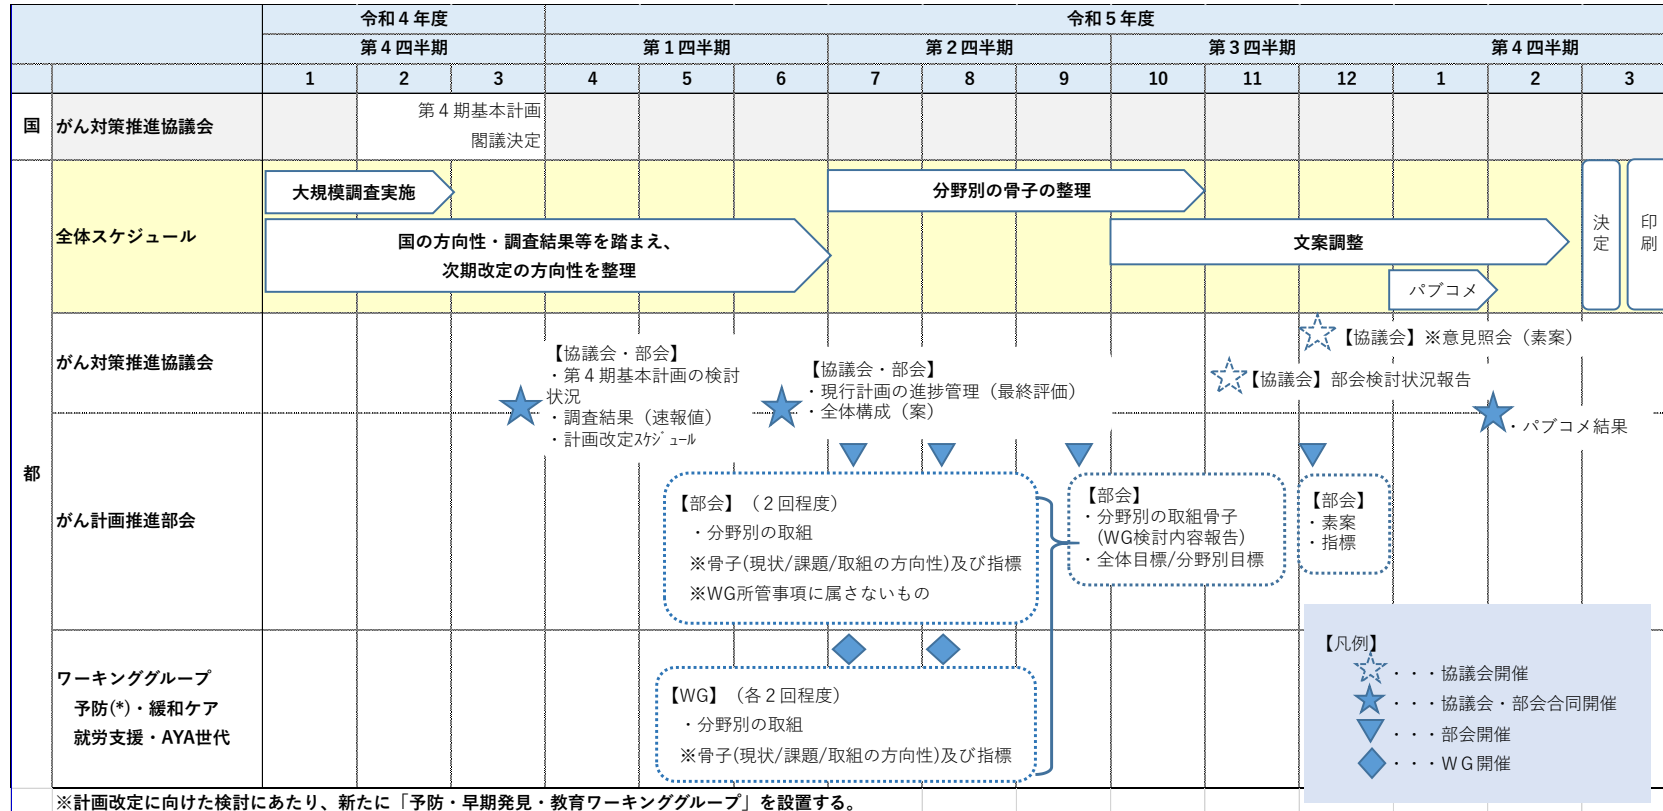 令和４年度
令和５年度
第４四半期
第１四半期
第２四半期
第３四半期
第４四半期
1 2 3 4 5 6 7 8 9 10 11 12 1 2 3
国
がん対策推進協議会
第４期基本計画
閣議決定
都
全体スケジュール
大規模調査実施
国の方向性・調査結果等を踏まえ、
次期改定の方向性を整理
分野別の骨子の整理
文案調整
パブコメ
決定
印刷
がん対策推進協議会
【協議会・部会】
・第４期基本計画の検討
状況
・調査結果（速報値）
・計画改定ｽｹｼﾞｭｰﾙ
【協議会・部会】
・現行計画の進捗管理（最終評価）
・全体構成（案）
【協議会】※意見照会（素案）
【協議会】部会検討状況報告
・パブコメ結果
がん計画推進部会
【部会】（２回程度）
・分野別の取組
※骨子(現状/課題/取組の方向性)及び指標
※WG所管事項に属さないもの
【部会】
・分野別の取組骨子
(WG検討内容報告)
・全体目標/分野別目標
【部会】
・素案
・指標
ワーキンググループ
予防(*)・緩和ケア
就労支援・AYA世代
【WG】（各２回程度）
・分野別の取組
※骨子(現状/課題/取組の方向性)及び指標
【凡例】
・・・協議会開催
・・・協議会・部会合同開催
・・・部会開催
・・・ＷＧ開催
※計画改定に向けた検討にあたり、新たに「予防・早期発見・教育ワーキンググループ」を設置する。